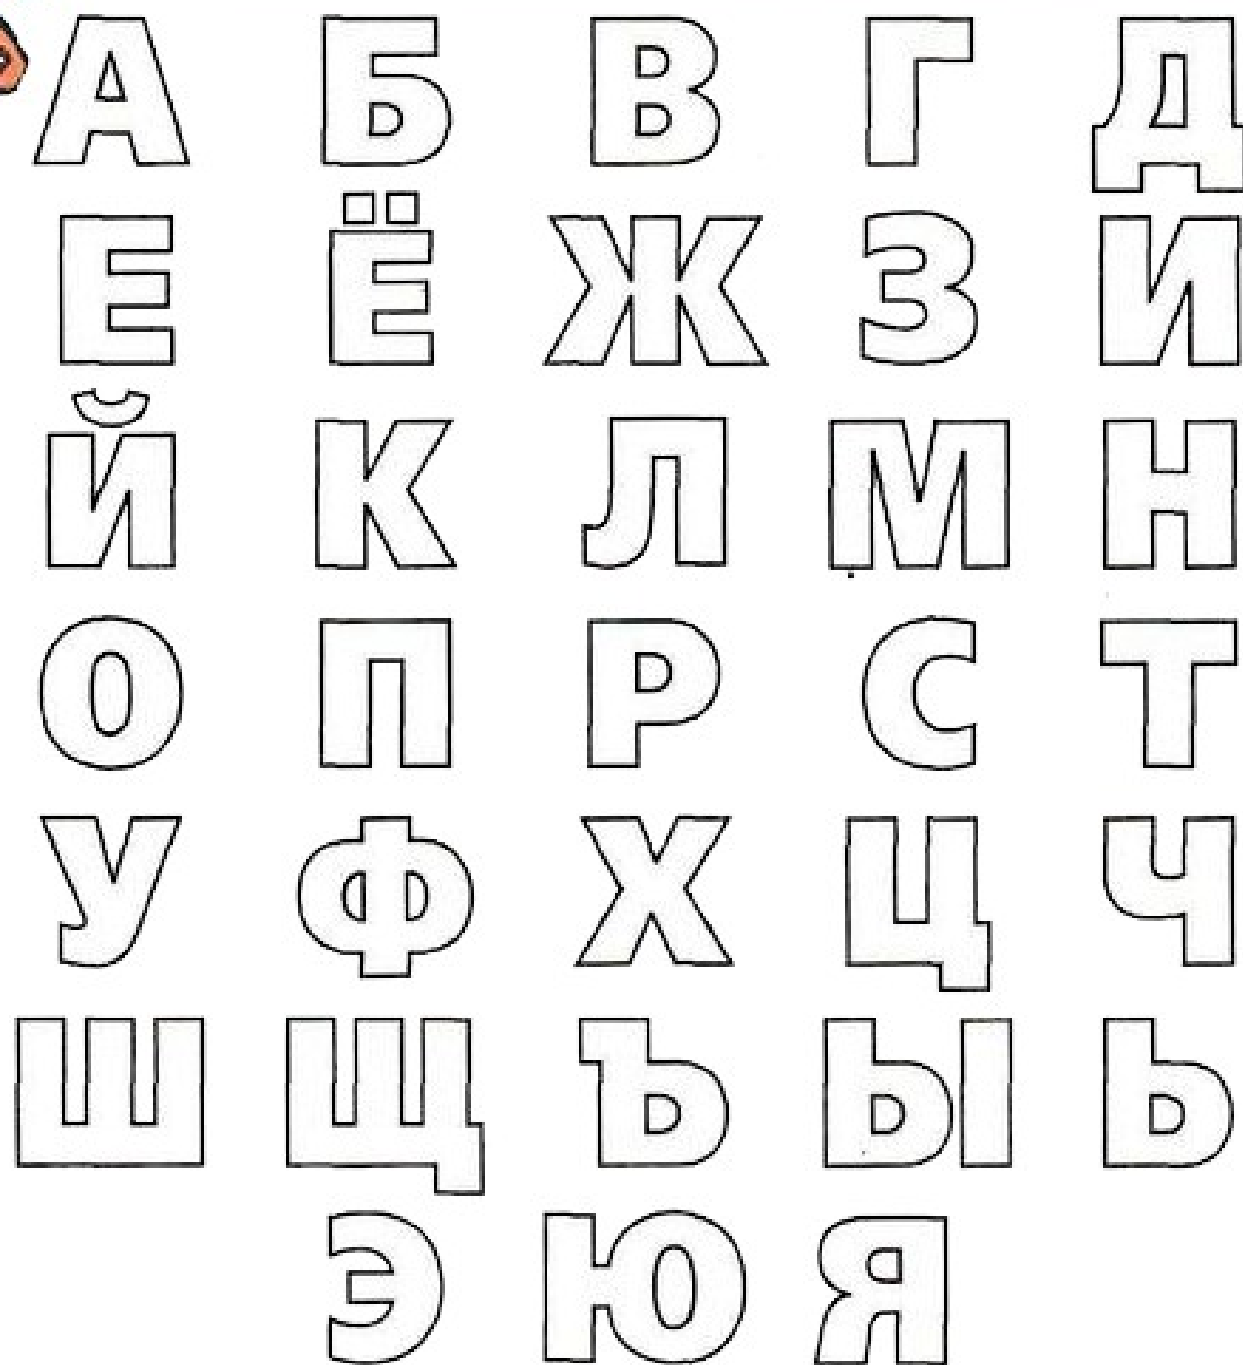 А Б В Г Д
Е Ё Ж З И
Й К Л М Н
О П Р С Т
У Ф Х Ц Ч
Ш Щ Ъ Ы Ь
Э Ю Я